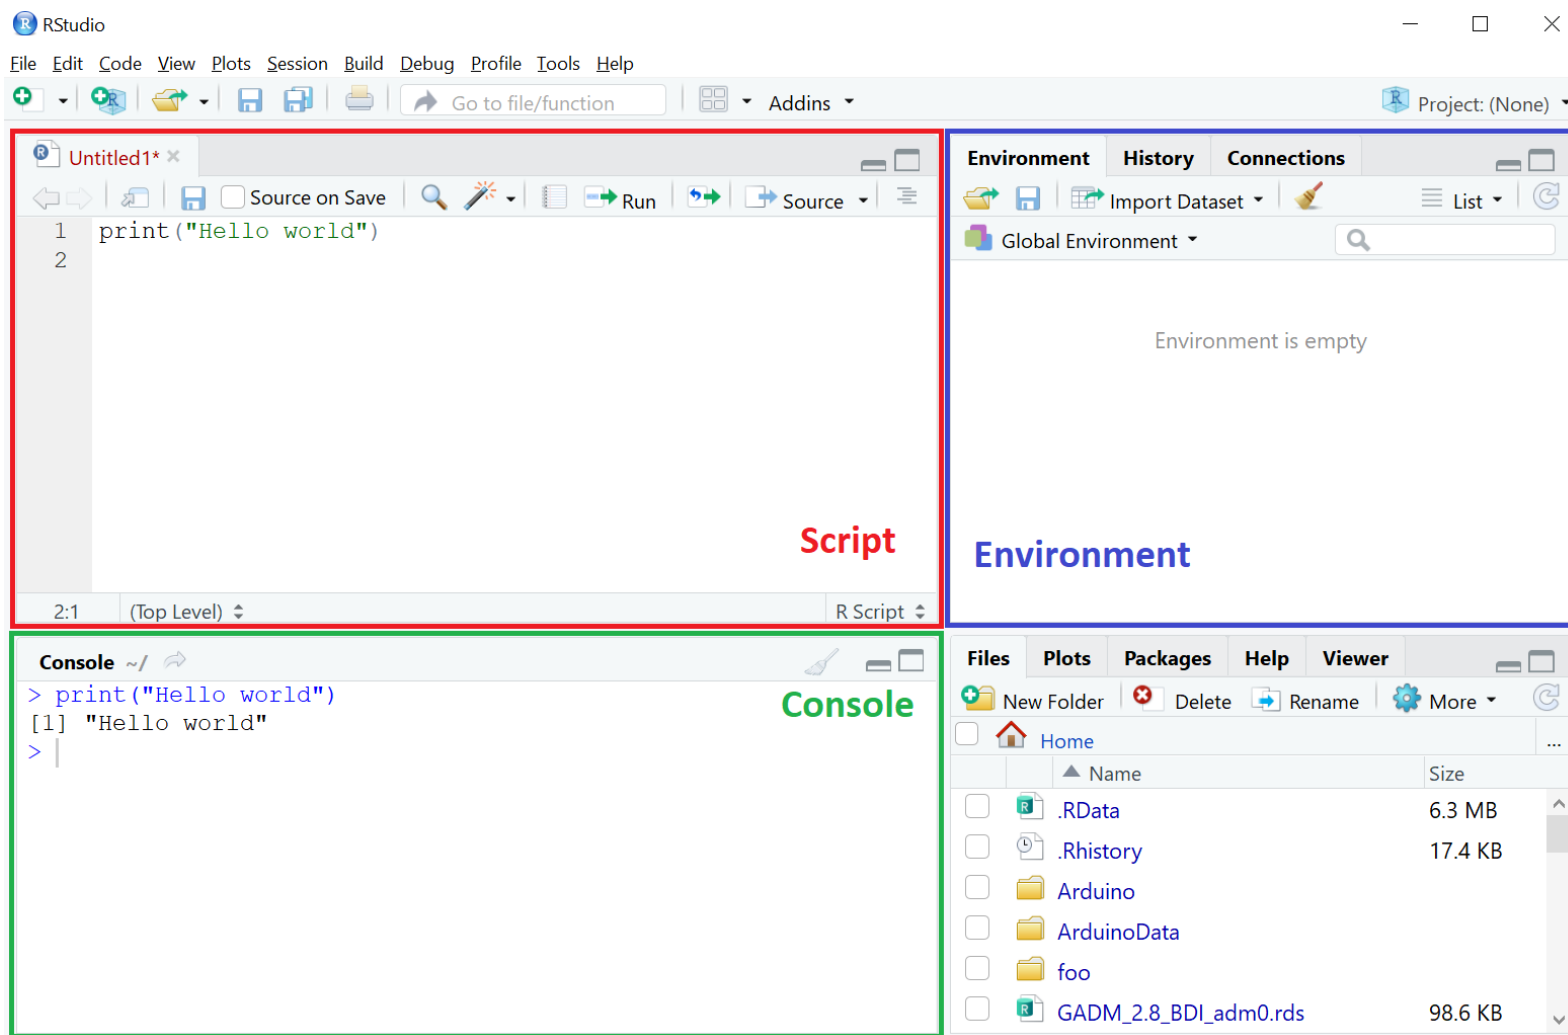 RStudio
File Edit Code View Plots Session Build Debug Profile Tools Help
Go to file/function Addins Project: (None)
Untitled1*
Source on Save Run Source
1 print("Hello world")
2
Script
2:1 (Top Level) R Script
Environment History Connections
Import Dataset List
Global Environment
Environment is empty
Environment
Console ~/
Console
> print("Hello world")
[1] "Hello world"
>
Files Plots Packages Help Viewer
New Folder Delete Rename More
Home ...
Name Size
.RData 6.3 MB
.Rhistory 17.4 KB
Arduino
ArduinoData
foo
GADM_2.8_BDI_adm0.rds 98.6 KB